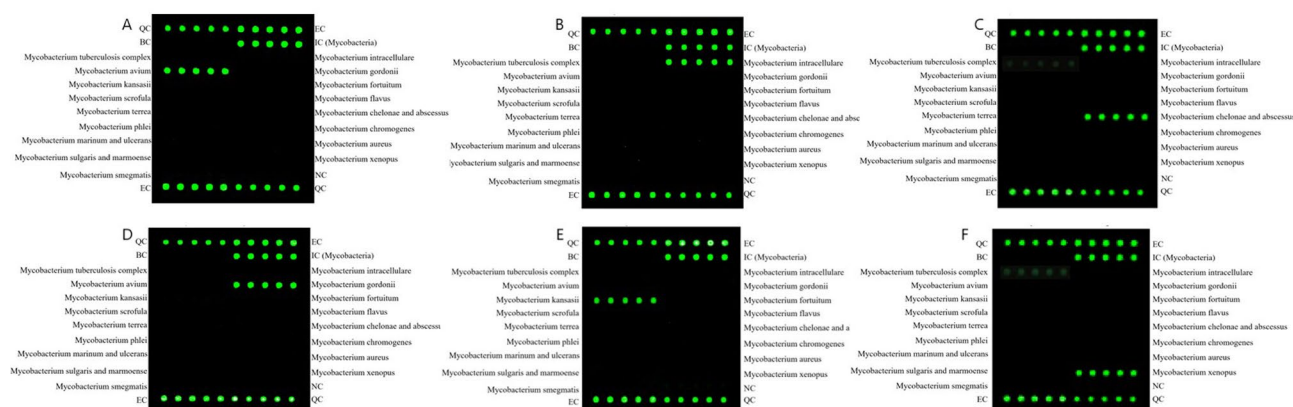 A
QC
EC
BC
IC (Mycobacteria)
Mycobacterium tuberculosis complex
Mycobacterium intracellulare
Mycobacterium avium
Mycobacterium gordonii
Mycobacterium kansasii
Mycobacterium fortuitum
Mycobacterium scrofula
Mycobacterium flavus
Mycobacterium terrea
Mycobacterium chelonae and abscessus
Mycobacterium phlei
Mycobacterium chromogenes
Mycobacterium marinum and ulcerans
Mycobacterium aureus
Mycobacterium sulgaris and marmoense
Mycobacterium xenopus
Mycobacterium smegmatis
NC
EC
QC
B
QC
EC
BC
IC (Mycobacteria)
Mycobacterium tuberculosis complex
Mycobacterium intracellulare
Mycobacterium avium
Mycobacterium gordonii
Mycobacterium kansasii
Mycobacterium fortuitum
Mycobacterium scrofula
Mycobacterium flavus
Mycobacterium terrea
Mycobacterium chelonae and absc
Mycobacterium phlei
Mycobacterium chromogenes
Mycobacterium marinum and ulcerans
Mycobacterium aureus
Mycobacterium sulgaris and marmoense
Mycobacterium xenopus
Mycobacterium smegmatis
NC
EC
QC
C
QC
EC
BC
IC (Mycobacteria)
Mycobacterium tuberculosis complex
Mycobacterium intracellulare
Mycobacterium avium
Mycobacterium gordonii
Mycobacterium kansasii
Mycobacterium fortuitum
Mycobacterium scrofula
Mycobacterium flavus
Mycobacterium terrea
Mycobacterium chelonae and abscessus
Mycobacterium phlei
Mycobacterium chromogenes
Mycobacterium marinum and ulcerans
Mycobacterium aureus
Mycobacterium sulgaris and marmoense
Mycobacterium xenopus
Mycobacterium smegmatis
NC
EC
QC
D
QC
EC
BC
IC (Mycobacteria)
Mycobacterium tuberculosis complex
Mycobacterium intracellulare
Mycobacterium avium
Mycobacterium gordonii
Mycobacterium kansasii
Mycobacterium fortuitum
Mycobacterium scrofula
Mycobacterium flavus
Mycobacterium terrea
Mycobacterium chelonae and abscessu
Mycobacterium phlei
Mycobacterium chromogenes
Mycobacterium marinum and ulcerans
Mycobacterium aureus
Mycobacterium sulgaris and marmoense
Mycobacterium xenopus
Mycobacterium smegmatis
NC
EC
QC
E
QC
EC
BC
IC (Mycobacteria)
Mycobacterium tuberculosis complex
Mycobacterium intracellulare
Mycobacterium avium
Mycobacterium gordonii
Mycobacterium kansasii
Mycobacterium fortuitum
Mycobacterium scrofula
Mycobacterium flavus
Mycobacterium terrea
Mycobacterium chelonae and a
Mycobacterium phlei
Mycobacterium chromogenes
Mycobacterium marinum and ulcerans
Mycobacterium aureus
Mycobacterium sulgaris and marmoense
Mycobacterium xenopus
Mycobacterium smegmatis
NC
EC
QC
F
QC
EC
BC
IC (Mycobacteria)
Mycobacterium tuberculosis complex
Mycobacterium intracellulare
Mycobacterium avium
Mycobacterium gordonii
Mycobacterium kansasii
Mycobacterium fortuitum
Mycobacterium scrofula
Mycobacterium flavus
Mycobacterium terrea
Mycobacterium chelonae and abscessus
Mycobacterium phlei
Mycobacterium chromogenes
Mycobacterium marinum and ulcerans
Mycobacterium aureus
Mycobacterium sulgaris and marmoense
Mycobacterium xenopus
Mycobacterium smegmatis
NC
EC
QC